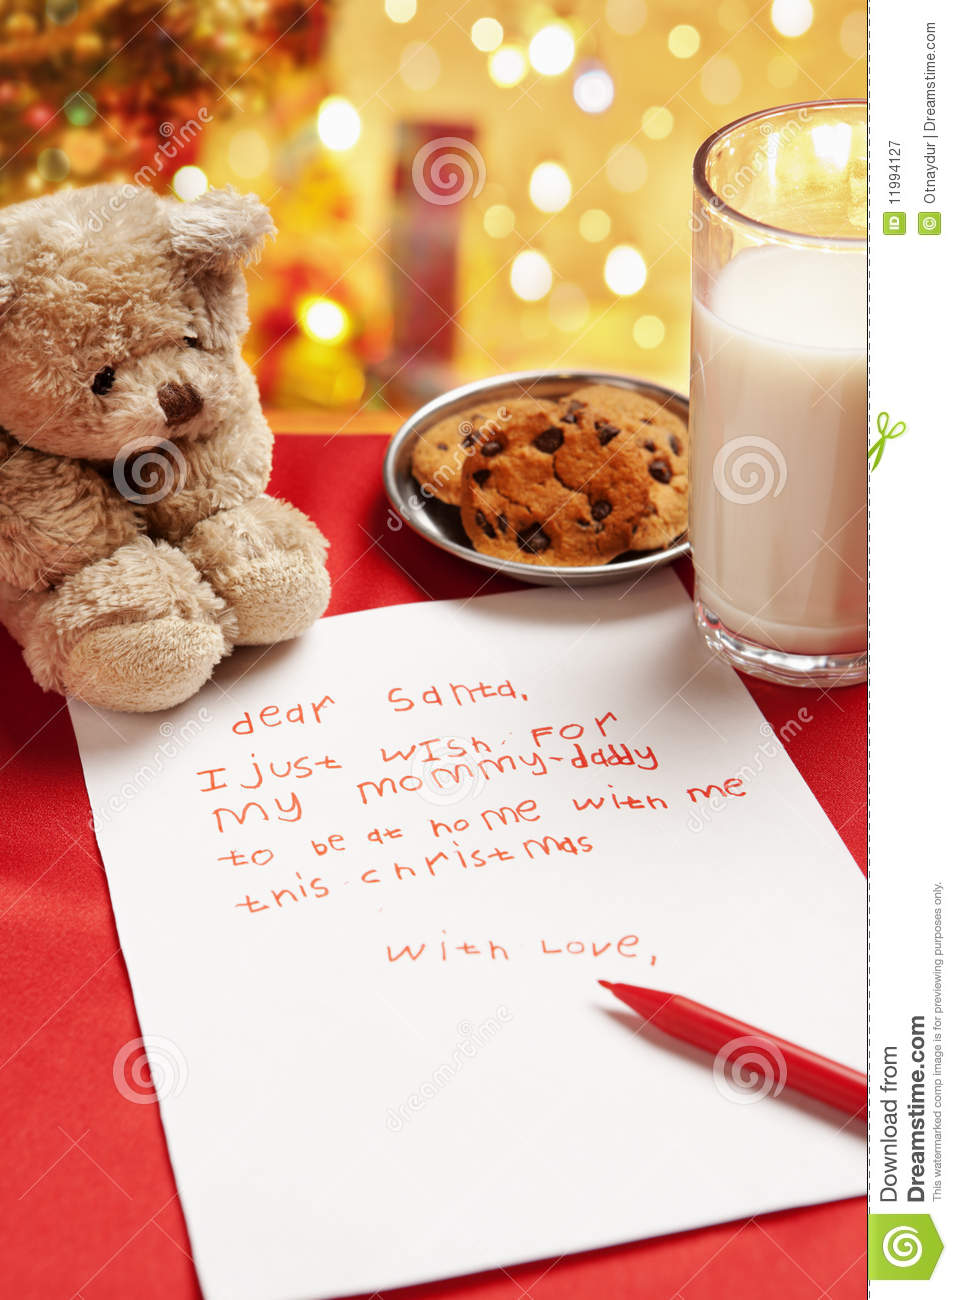 dear Santa,
I just wish for
my mommy-daddy
to be at home with me
this christmas
with Love,
dreamstime.com
Download from
Dreamstime.com
This watermarked comp image is for previewing purposes only.
ID 11994127
© Otnaydur | Dreamstime.com